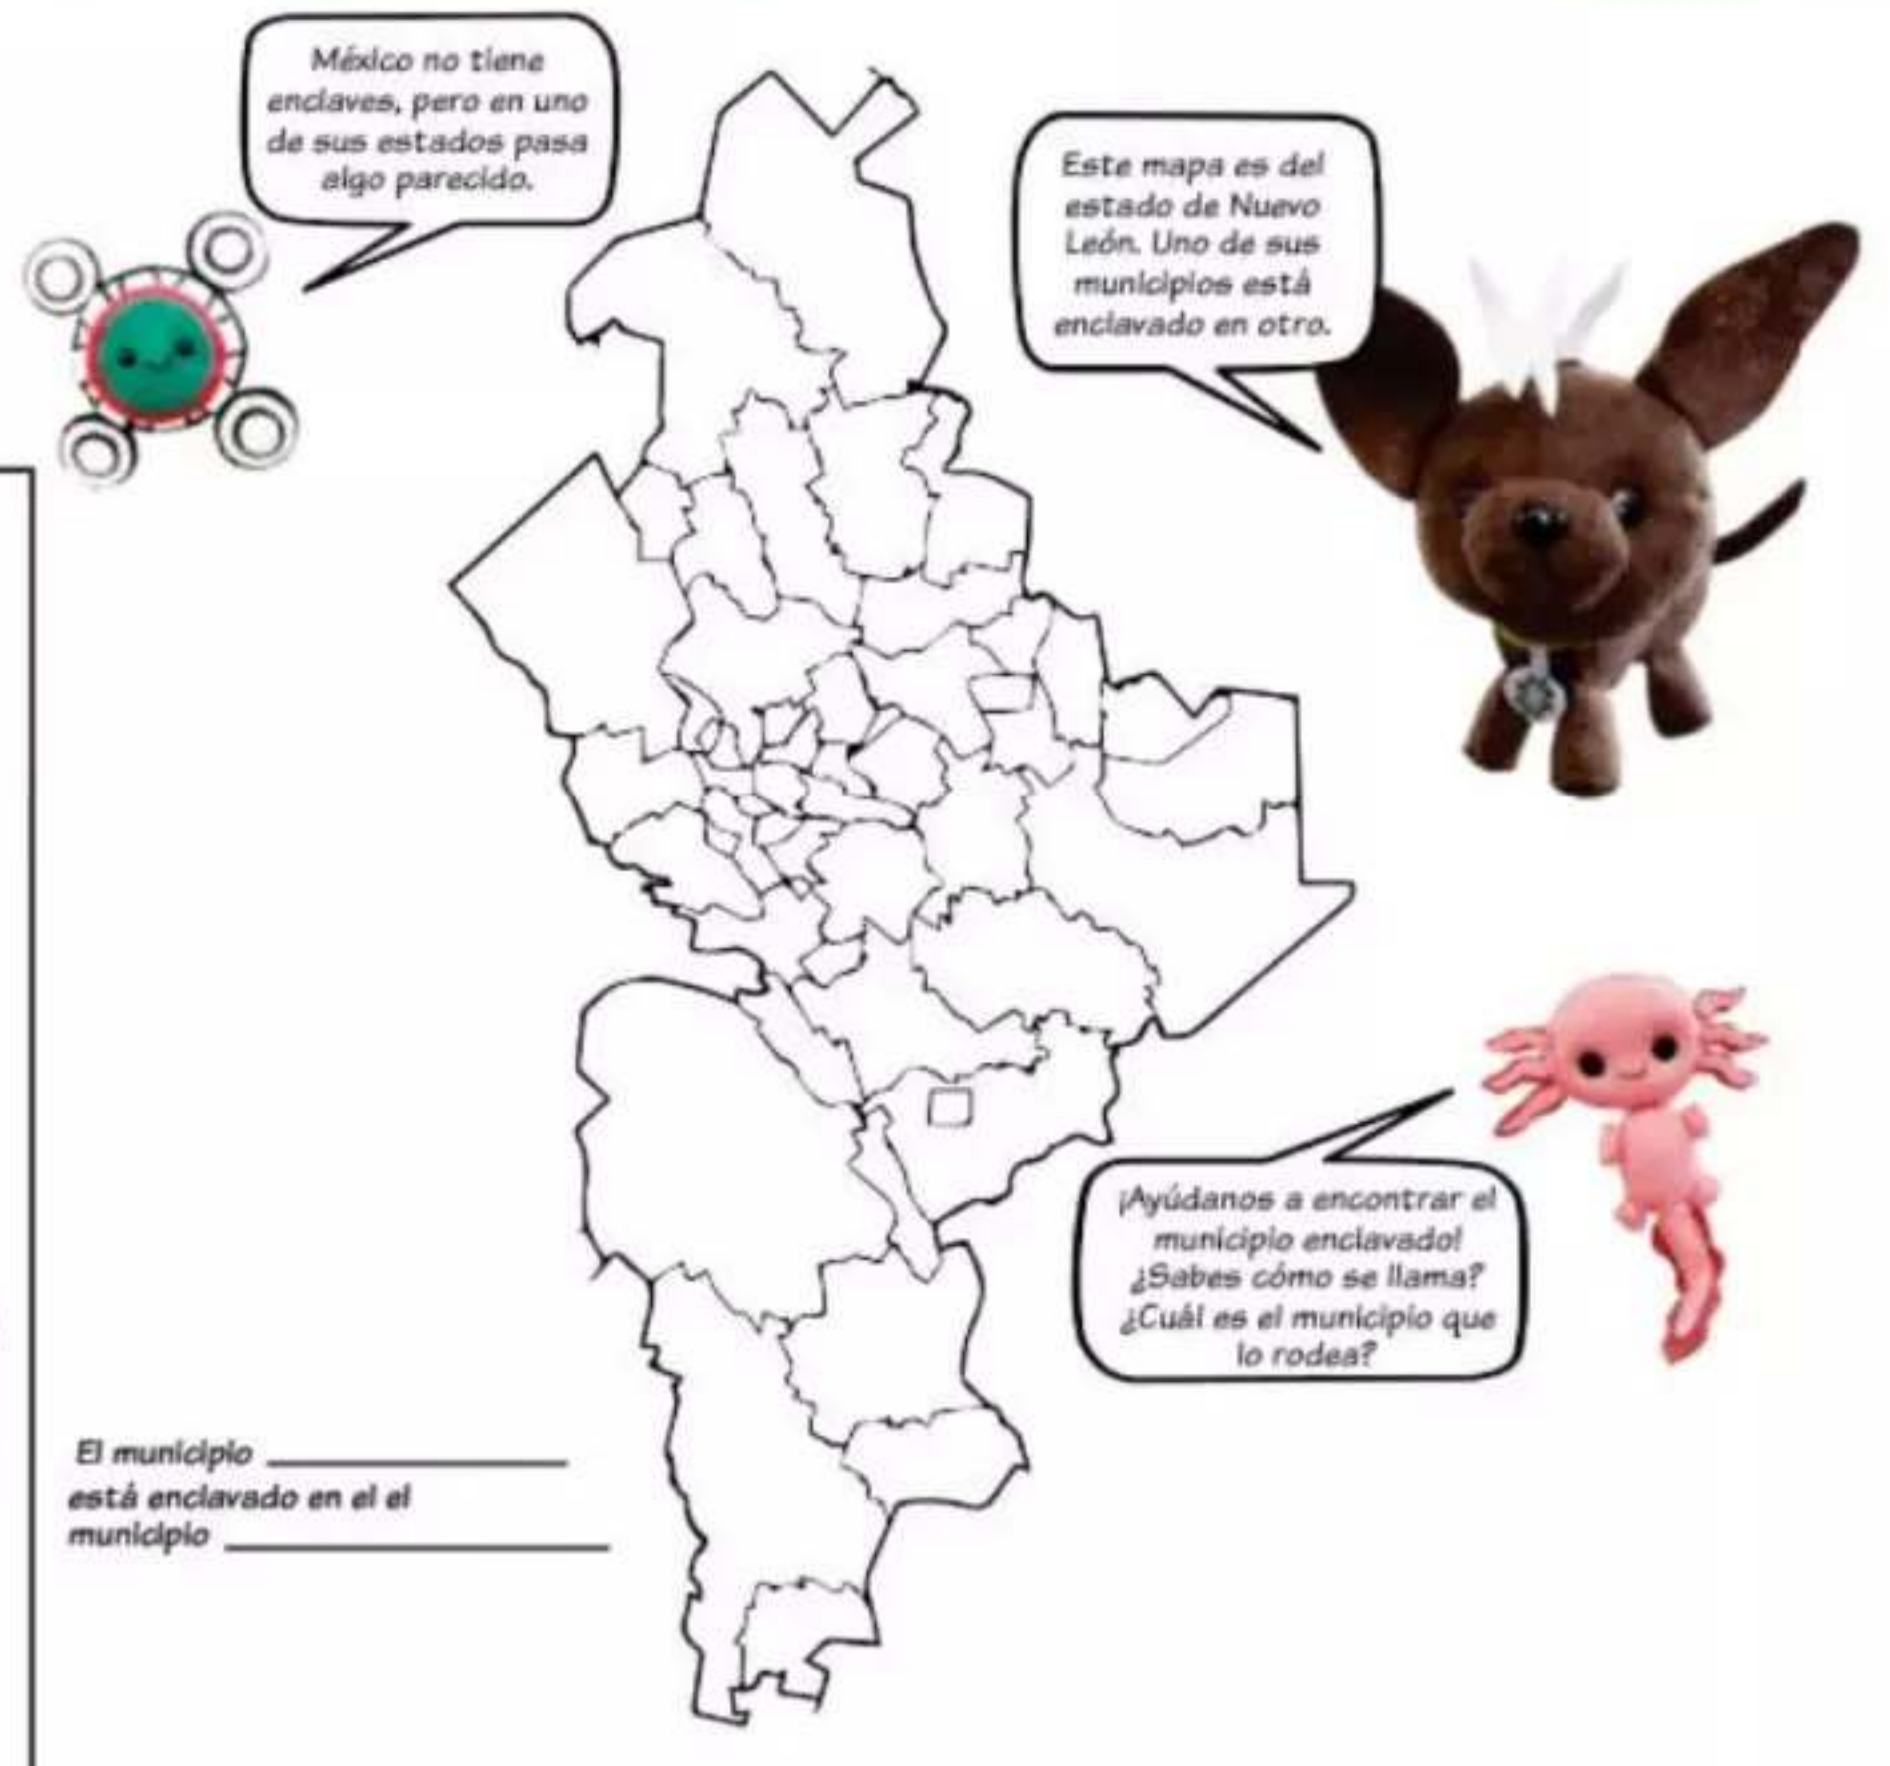 México no tiene
enclaves, pero en uno
de sus estados pasa
algo parecido.
Este mapa es del
estado de Nuevo
León. Uno de sus
municipios está
enclavado en otro.
¡Ayúdanos a encontrar el
municipio enclavado!
¿Sabes cómo se llama?
¿Cuál es el municipio que
lo rodea?
El municipio
está enclavado en el el
municipio